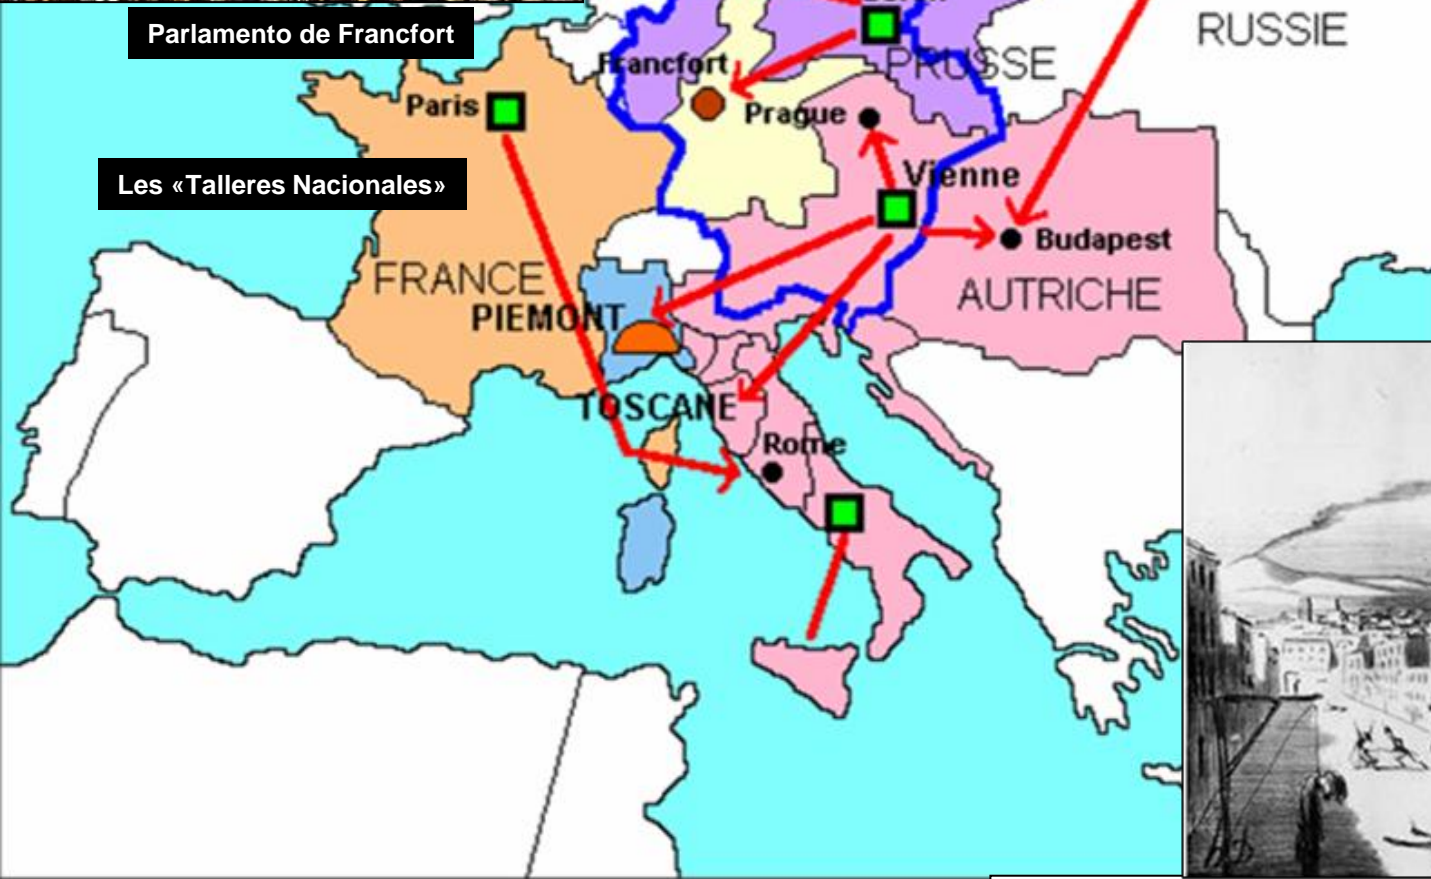 Parlamento de Francfort
RUSSIE
Francfort
PRUSSE
Paris
Prague
Les «Talleres Nacionales»
Vienne
Budapest
FRANCE
AUTRICHE
PIEMONT
TOSCANE
Rome